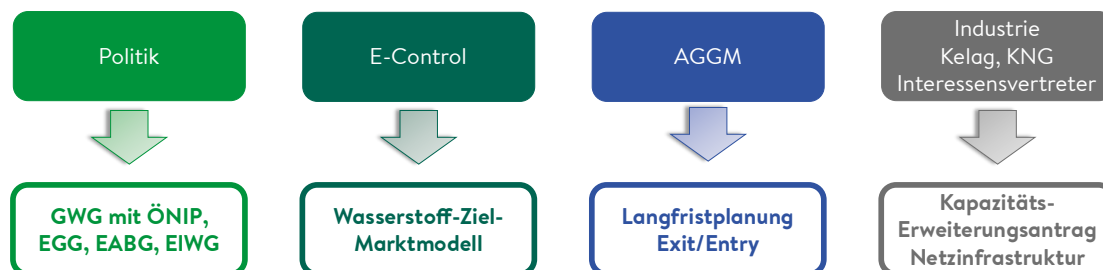 Politik
E-Control
AGGM
Industrie
Kelag, KNG
Interessensvertreter
GWG mit ÖNIP,
EGG, EABG, ElWG
Wasserstoff-Ziel-
Marktmodell
Langfristplanung
Exit/Entry
Kapazitäts-
Erweiterungsantrag
Netzinfrastruktur